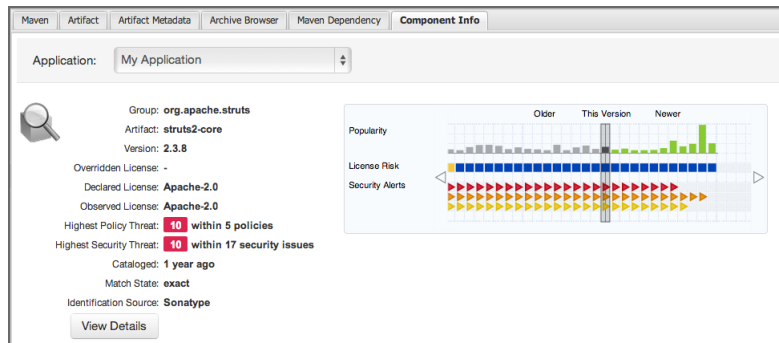 Maven Artifact Artifact Metadata Archive Browser Maven Dependency Component Info
Application: My Application
Group: org.apache.struts
Artifact: struts2-core
Version: 2.3.8
Overridden License: -
Declared License: Apache-2.0
Observed License: Apache-2.0
Highest Policy Threat: 10 within 5 policies
Highest Security Threat: 10 within 17 security issues
Cataloged: 1 year ago
Match State: exact
Identification Source: Sonatype
View Details
Older This Version Newer
Popularity
License Risk
Security Alerts